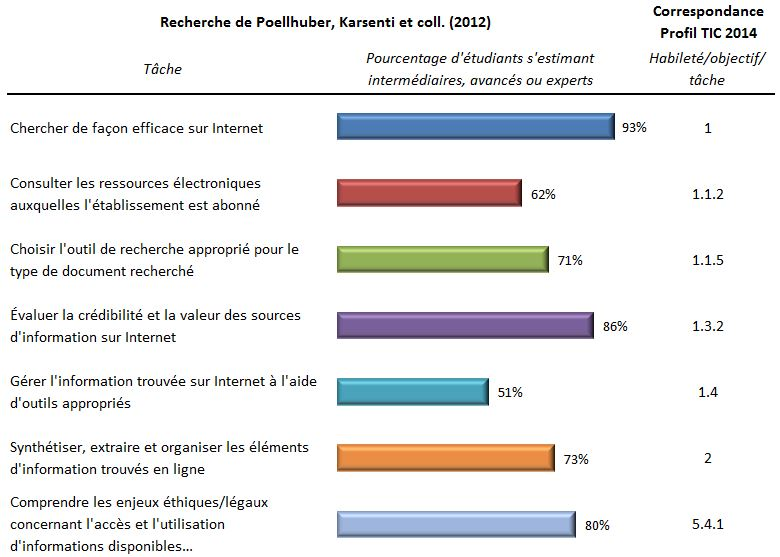 Recherche de Poellhuber, Karsenti et coll. (2012)
Correspondance
Profil TIC 2014
Tâche
Pourcentage d'étudiants s'estimant
intermédiaires, avancés ou experts
Habileté/objectif/
tâche
Chercher de façon efficace sur Internet
93%
1
Consulter les ressources électroniques
auxquelles l'établissement est abonné
62%
1.1.2
Choisir l'outil de recherche approprié pour le
type de document recherché
71%
1.1.5
Évaluer la crédibilité et la valeur des sources
d'information sur Internet
86%
1.3.2
Gérer l'information trouvée sur Internet à l'aide
d'outils appropriés
51%
1.4
Synthétiser, extraire et organiser les éléments
d'information trouvés en ligne
73%
2
Comprendre les enjeux éthiques/légaux
concernant l'accès et l'utilisation
d'informations disponibles...
80%
5.4.1